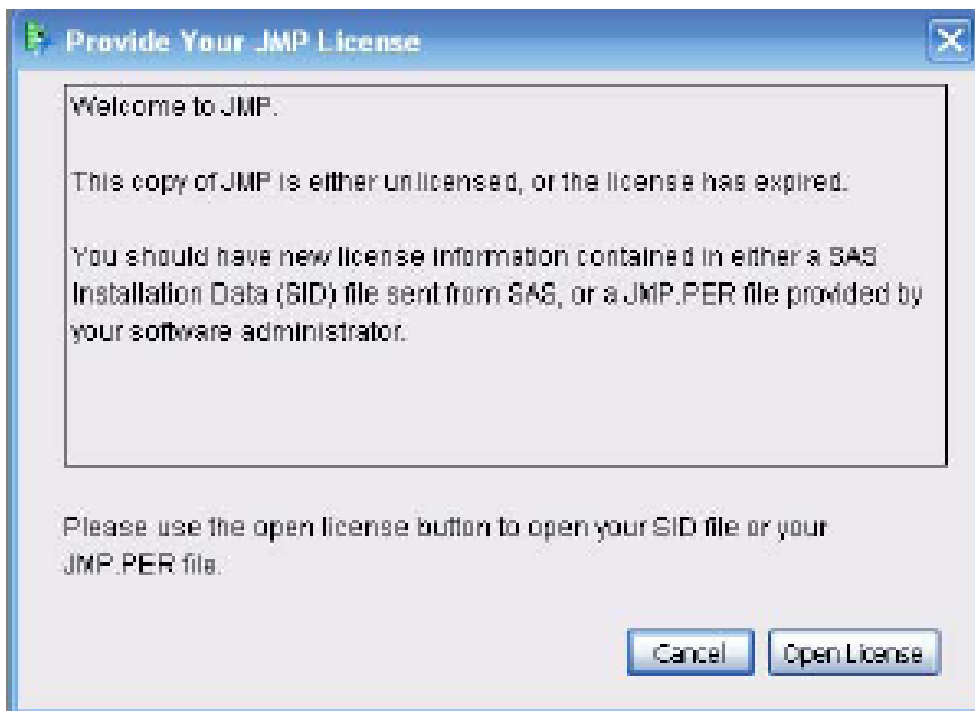 Provide Your JMP License
Welcome to JMP.
This copy of JMP is either unlicensed, or the license has expired.
You should have new license information contained in either a SAS
Installation Data (SID) file sent from SAS, or a JMP.PER file provided by
your software administrator.
Please use the open license button to open your SID file or your
JMP.PER file.
Cancel
Open License